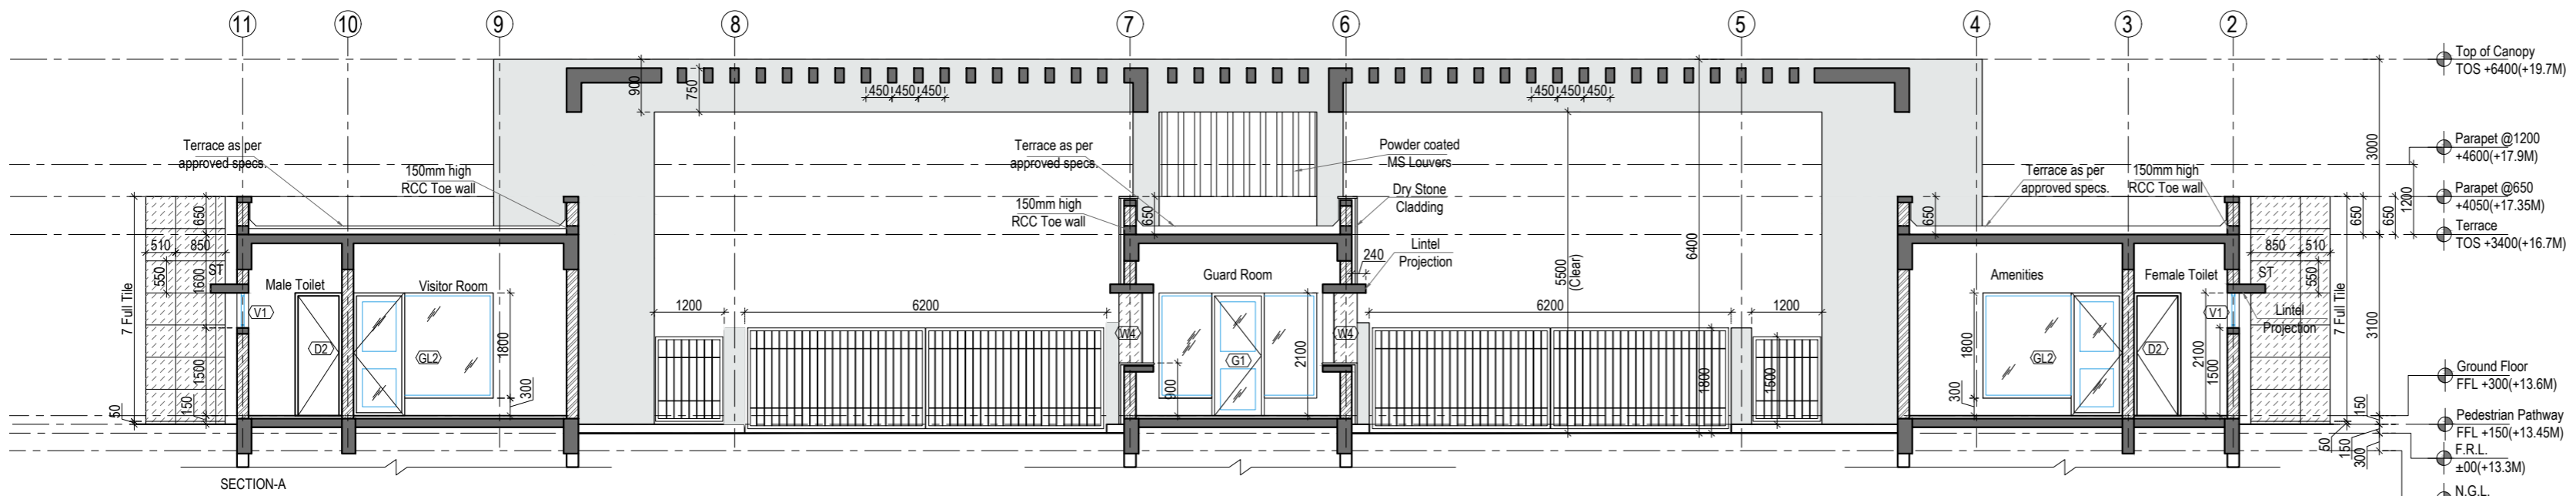 11
10
9
8
7
6
5
4
3
2
Top of Canopy
TOS +6400(+19.7M)
900
750
450
450
450
450
450
450
3000
Terrace as per
approved specs.
150mm high
RCC Toe wall
Terrace as per
approved specs.
Powder coated
MS Louvers
Terrace as per
approved specs.
150mm high
RCC Toe wall
Parapet @1200
+4600(+17.9M)
Dry Stone
Cladding
150mm high
RCC Toe wall
Parapet @650
+4050(+17.35M)
650
650
650
650
650
1200
Terrace
TOS +3400(+16.7M)
510
850
550
ST
1600
Lintel
Projection
240
6400
5500
(Clear)
850
510
550
ST
Male Toilet
Visitor Room
Guard Room
Amenities
Female Toilet
7 Full Tile
1200
6200
6200
1200
7 Full Tile
V1
D2
GL2
1800
300
W4
G1
2100
W4
900
1800
1500
1800
300
GL2
D2
2100
V1
1500
Lintel
Projection
3100
1500
150
50
Ground Floor
FFL +300(+13.6M)
150
Pedestrian Pathway
FFL +150(+13.45M)
50
150
300
F.R.L.
±00(+13.3M)
SECTION-A
N.G.L.